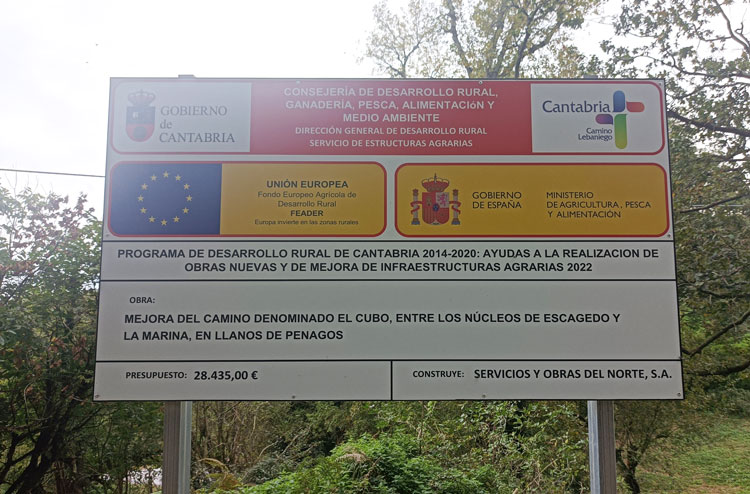 GOBIERNO
de
CANTABRIA
CONSEJERÍA DE DESARROLLO RURAL,
GANADERÍA, PESCA, ALIMENTACIóN Y
MEDIO AMBIENTE
DIRECCIÓN GENERAL DE DESARROLLO RURAL
SERVICIO DE ESTRUCTURAS AGRARIAS
Cantabria
Camino
Lebaniego
UNIÓN EUROPEA
Fondo Europeo Agrícola de
Desarrollo Rural
FEADER
Europa invierte en las zonas rurales
GOBIERNO
DE ESPAÑA
MINISTERIO
DE AGRICULTURA, PESCA
Y ALIMENTACIÓN
PROGRAMA DE DESARROLLO RURAL DE CANTABRIA 2014-2020: AYUDAS A LA REALIZACION DE
OBRAS NUEVAS Y DE MEJORA DE INFRAESTRUCTURAS AGRARIAS 2022
OBRA:
MEJORA DEL CAMINO DENOMINADO EL CUBO, ENTRE LOS NÚCLEOS DE ESCAGEDO Y
LA MARINA, EN LLANOS DE PENAGOS
PRESUPUESTO: 28.435,00 €
CONSTRUYE: SERVICIOS Y OBRAS DEL NORTE, S.A.